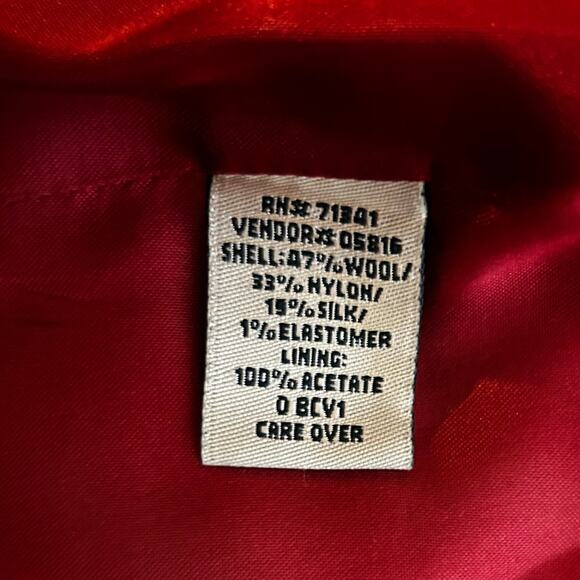 RN# 71341
VENDOR# 05816
SHELL:47%WOOL/
33%NYLON/
19%SILK/
1%ELASTOMER
LINING:
100% ACETATE
0 BCV1
CARE OVER